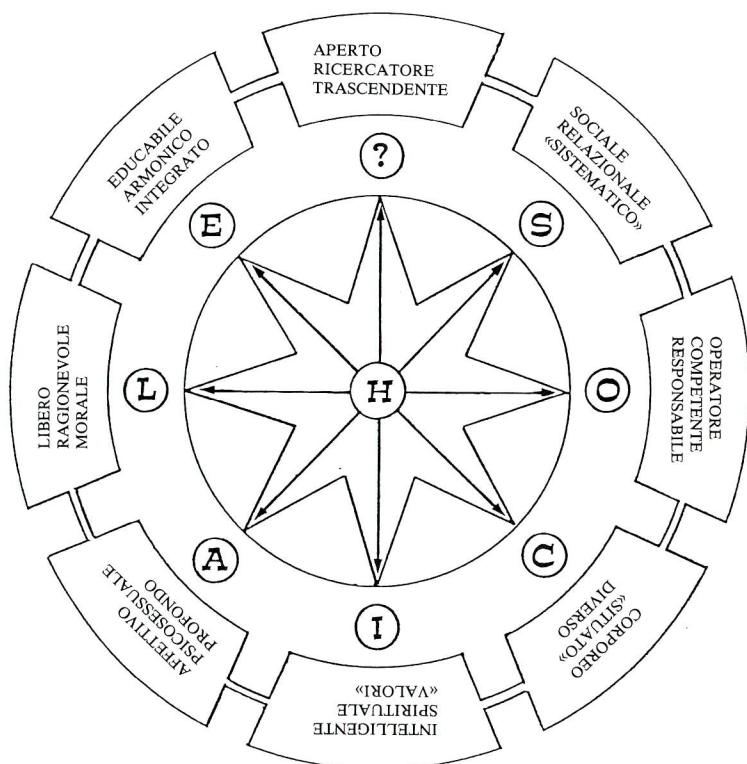 APERTO
RICERCATORE
TRASCENDENTE
?
SOCIALE
RELAZIONALE
«SISTEMATICO»
S
OPERATORE
COMPETENTE
RESPONSABILE
O
CORPOREO
«SITUATO»
DIVERSO
C
INTELLIGENTE
SPIRITUALE
«VALORI»
I
AFFETTIVO
PSICOSESSUALE
PROFONDO
A
LIBERO
RAGIONEVOLE
MORALE
L
EDUCABILE
ARMONICO
INTEGRATO
E
H